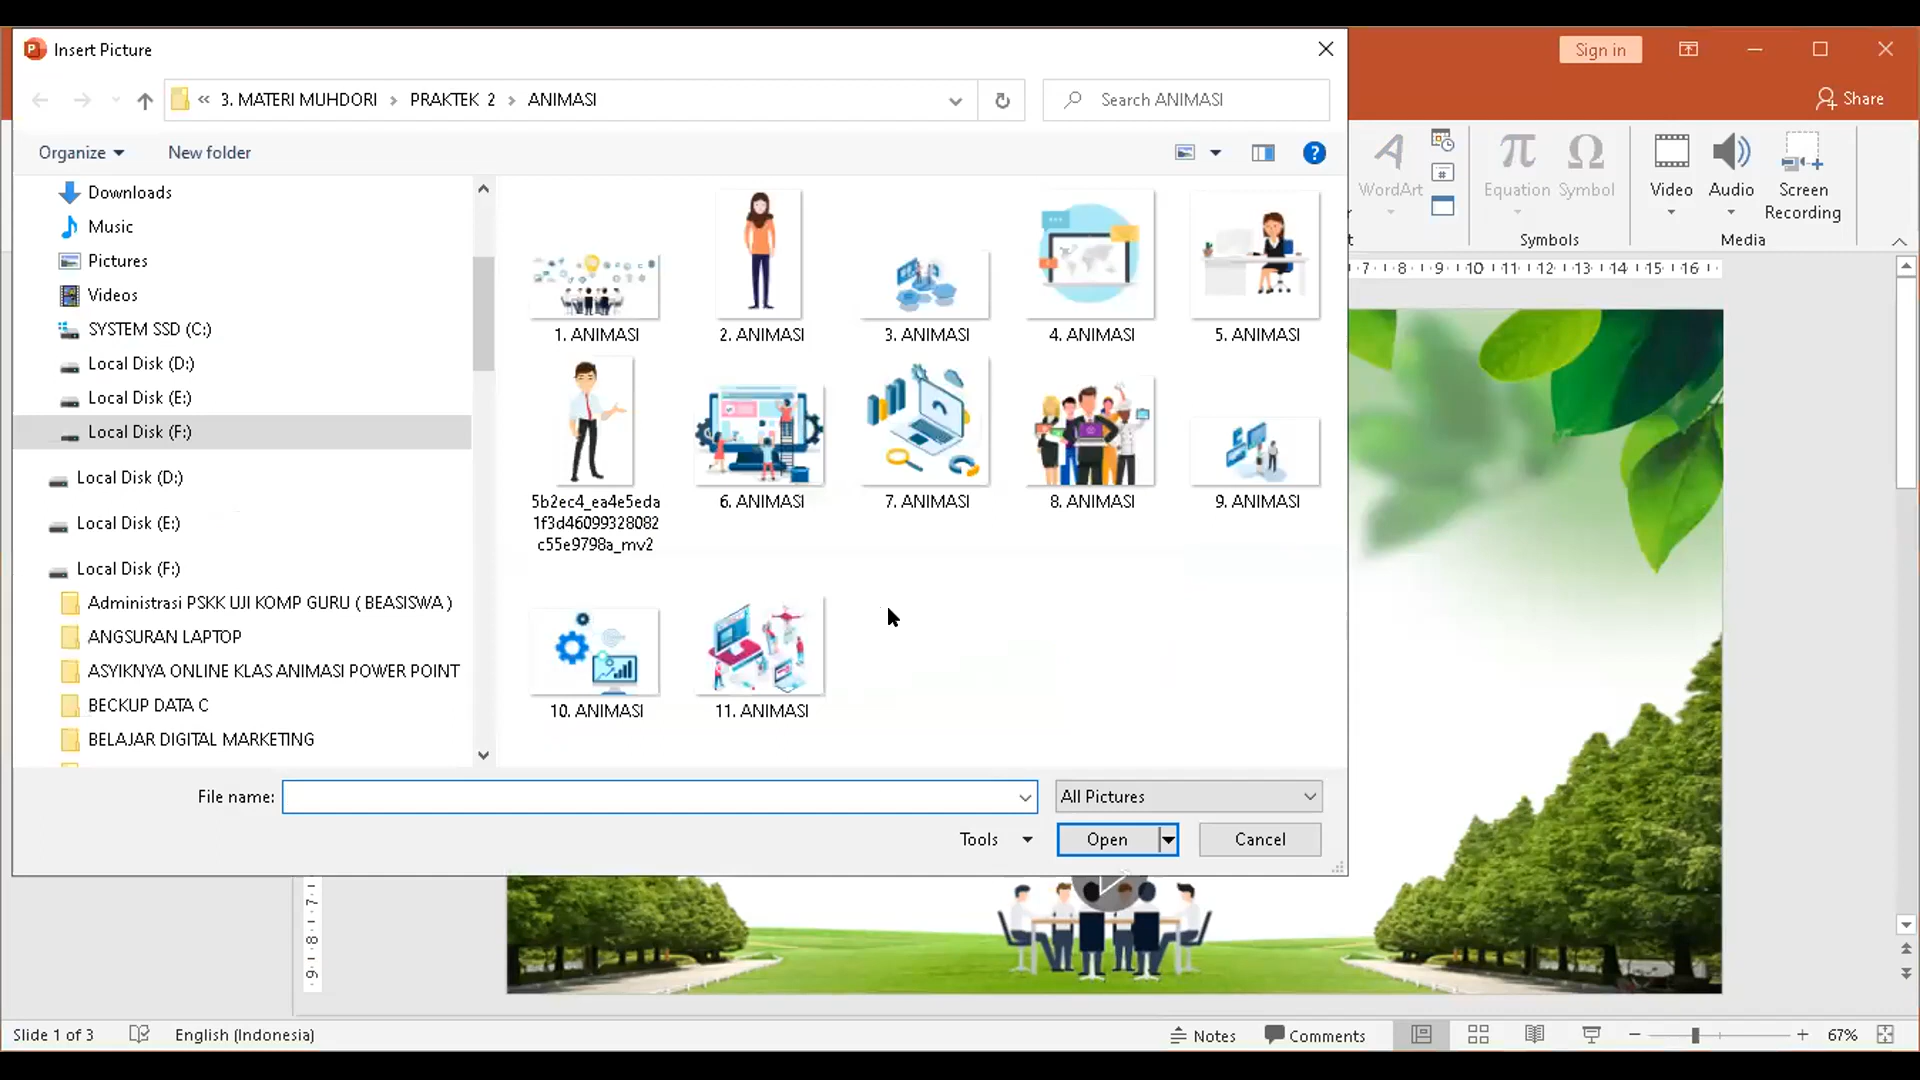 Insert Picture
Sign in
« 3. MATERI MUHDORI > PRAKTEK 2 > ANIMASI
Search ANIMASI
Share
Organize
New folder
WordArt
Equation
Symbol
Video
Audio
Screen
Recording
t
Symbols
Media
Downloads
Music
Pictures
Videos
SYSTEM SSD (C:)
Local Disk (D:)
Local Disk (E:)
Local Disk (F:)
Local Disk (D:)
Local Disk (E:)
Local Disk (F:)
Administrasi PSKK UJI KOMP GURU ( BEASISWA )
ANGSURAN LAPTOP
ASYIKNYA ONLINE KLAS ANIMASI POWER POINT
BECKUP DATA C
BELAJAR DIGITAL MARKETING
1. ANIMASI
2. ANIMASI
3. ANIMASI
4. ANIMASI
5. ANIMASI
5b2ec4_ea4e5eda
1f3d46099328082
c55e9798a_mv2
6. ANIMASI
7. ANIMASI
8. ANIMASI
9. ANIMASI
10. ANIMASI
11. ANIMASI
7 8 9 10 11 12 13 14 15 16
File name:
All Pictures
Tools
Open
Cancel
7
8
9
Slide 1 of 3
English (Indonesia)
Notes
Comments
67%